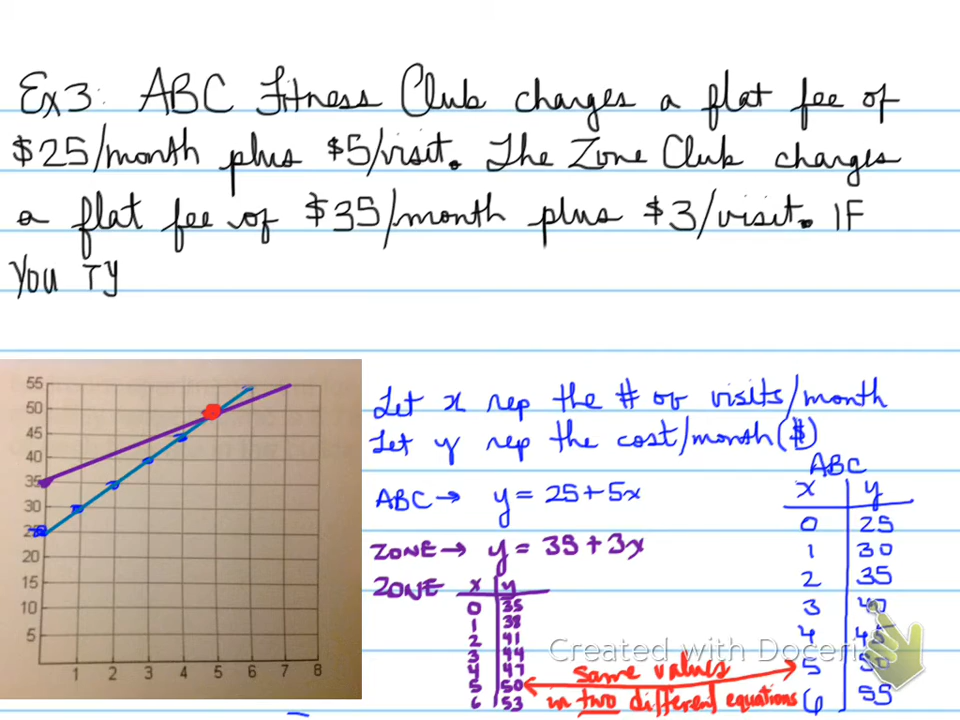 Ex3: ABC Fitness Club charges a flat fee of
$25/month plus $5/visit. The Zone Club charges
a flat fee of $35/month plus $3/visit. IF
You Ty
55
50
45
40
35
30
25
20
15
10
5
1 2 3 4 5 6 7 8
Let x rep the # of visits/month
Let y rep the cost/month($)
ABC → y = 25+5x
ZONE → y = 35+3x
ZONE x y
0 35
1 38
2 41
3 44
4 47
5 50
6 53
ABC
x y
0 25
1 30
2 35
3 40
4 45
5 50
6 55
same values
in two different equations
Created with Doceri